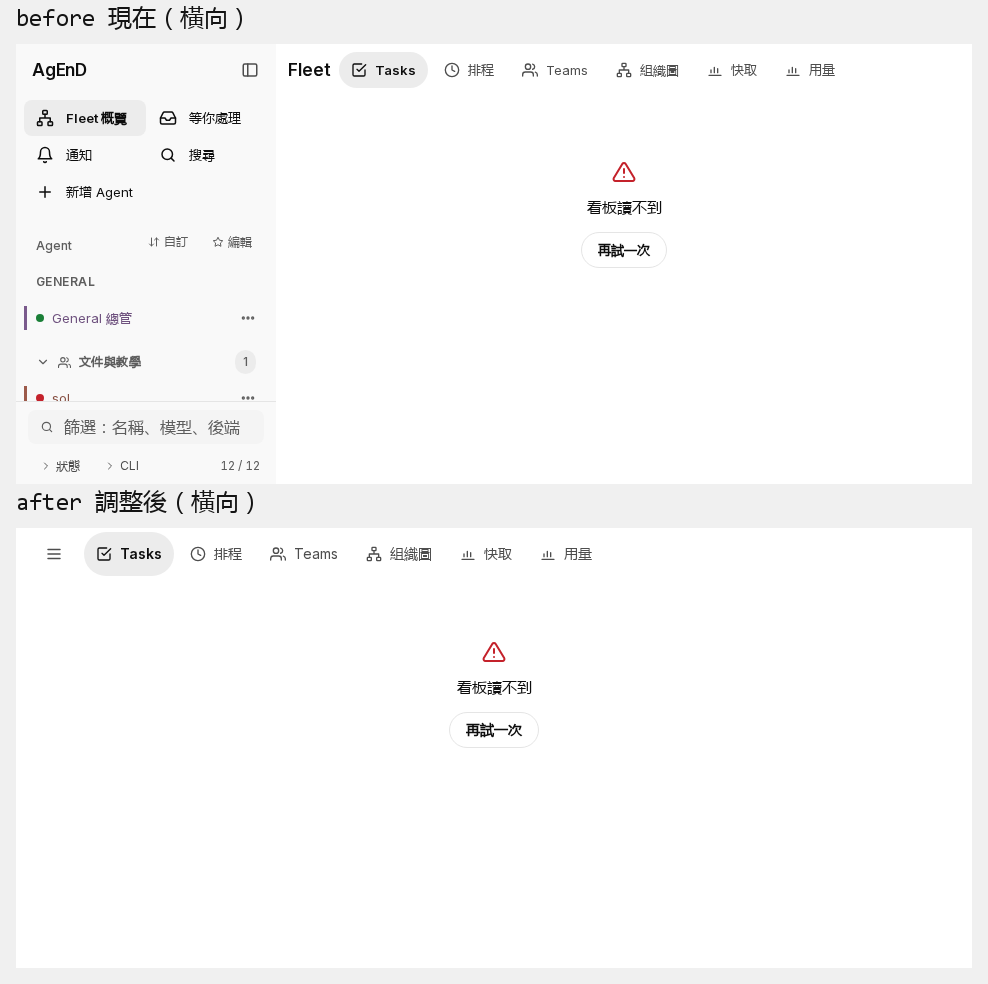 before 現在（橫向）
AgEnD
Fleet 概覽
等你處理
通知
搜尋
新增 Agent
Agent
自訂
編輯
GENERAL
General 總管
文件與教學
1
sol
篩選：名稱、模型、後端
狀態
CLI
12 / 12
Fleet
Tasks
排程
Teams
組織圖
快取
用量
看板讀不到
再試一次
after 調整後（橫向）
Tasks
排程
Teams
組織圖
快取
用量
看板讀不到
再試一次